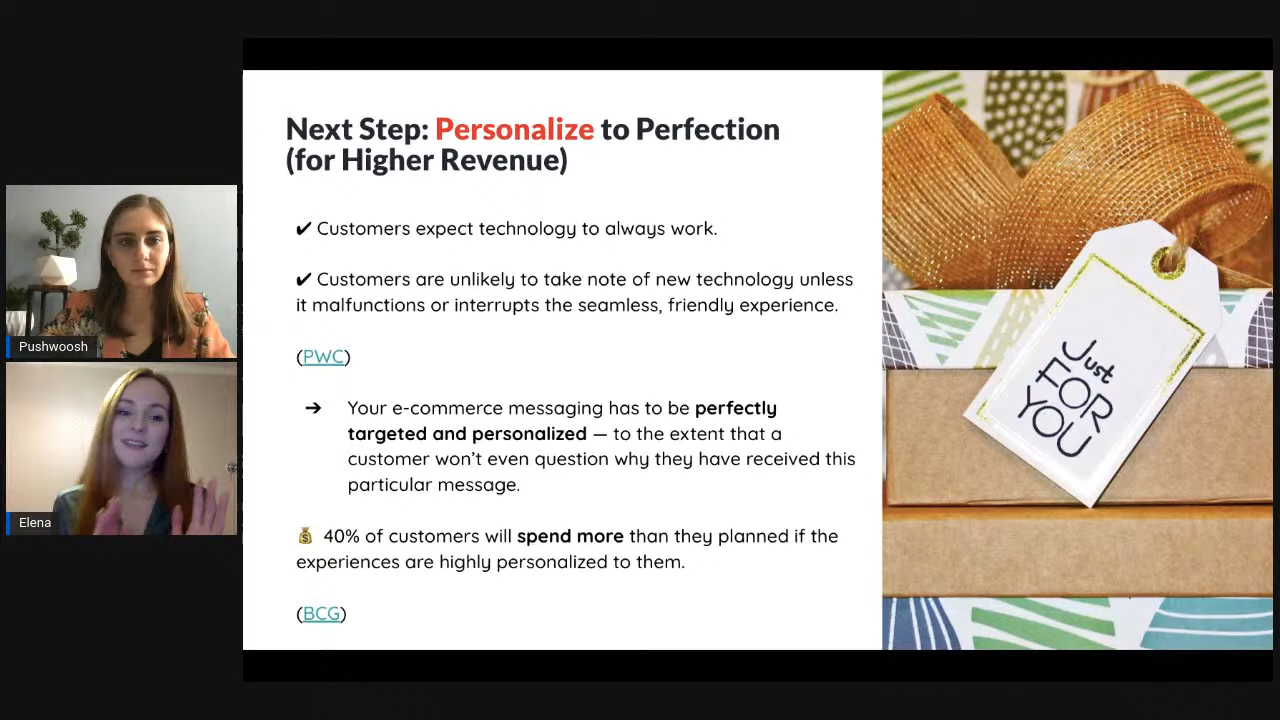 Next Step: Personalize to Perfection
(for Higher Revenue)
✔ Customers expect technology to always work.
✔ Customers are unlikely to take note of new technology unless
it malfunctions or interrupts the seamless, friendly experience.
(PWC)
➔ Your e-commerce messaging has to be perfectly
targeted and personalized — to the extent that a
customer won’t even question why they have received this
particular message.
💰 40% of customers will spend more than they planned if the
experiences are highly personalized to them.
(BCG)
Just
FOR
YOU
Pushwoosh
Elena